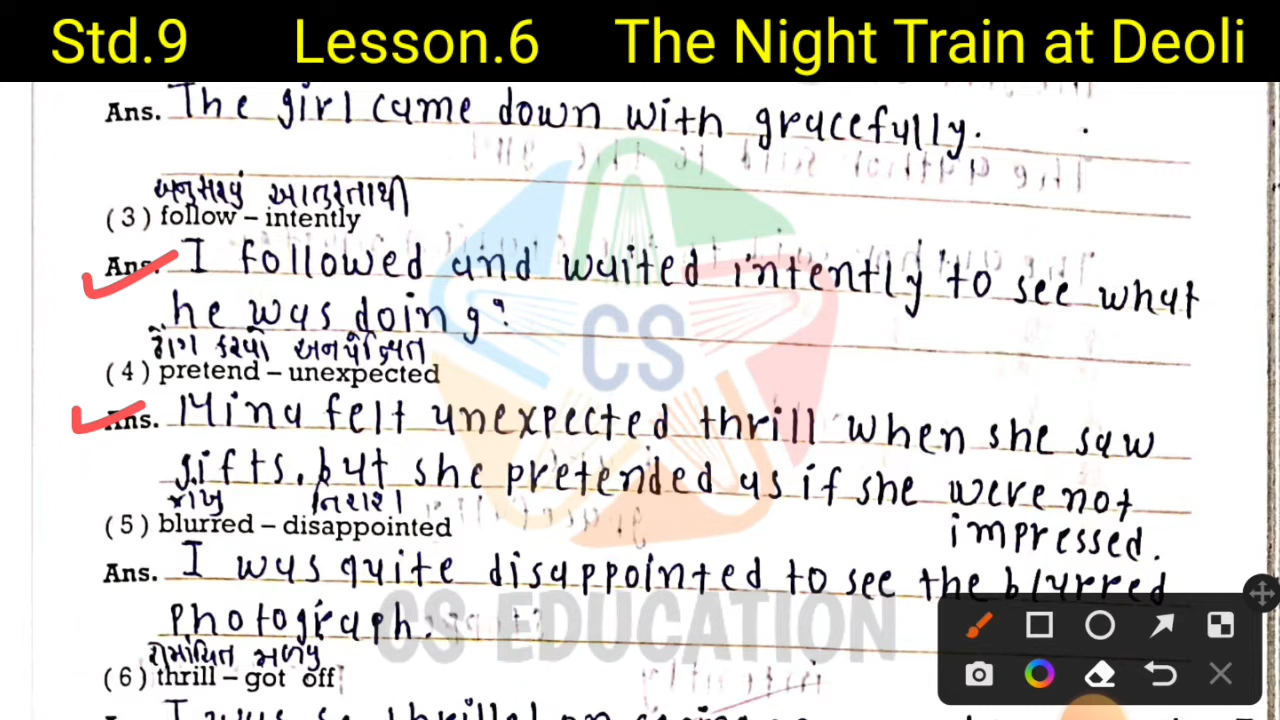 Std.9 Lesson.6 The Night Train at Deoli
Ans. The girl came down with gracefully.
અનુસરવું આતુરતાથી
(3) follow – intently
Ans. I followed and waited intently to see what
he was doing?
ઢોંગ કરવો અનપેક્ષિત
(4) pretend – unexpected
Ans. Mina felt unexpected thrill when she saw
gifts, but she pretended as if she were not
impressed.
ઝાંખુ નિરાશ
(5) blurred – disappointed
Ans. I was quite disappointed to see the blurred
photograph.
રોમાંચિત
(6) thrill – got off
CS
CS EDUCATION